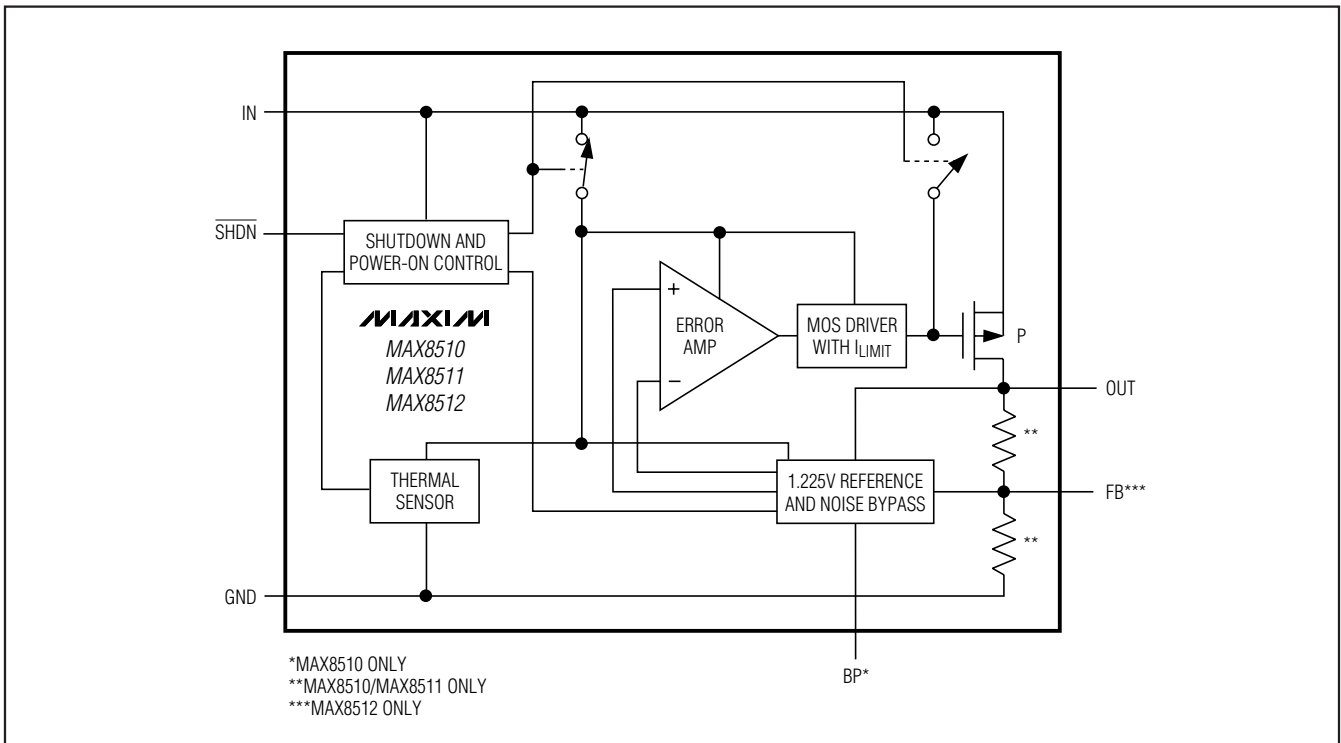 IN
SHDN
SHUTDOWN AND
POWER-ON CONTROL
MAXIM
MAX8510
MAX8511
MAX8512
+
ERROR
AMP
−
MOS DRIVER
WITH ILIMIT
P
OUT
**
THERMAL
SENSOR
1.225V REFERENCE
AND NOISE BYPASS
FB***
**
GND
BP*
*MAX8510 ONLY
**MAX8510/MAX8511 ONLY
***MAX8512 ONLY